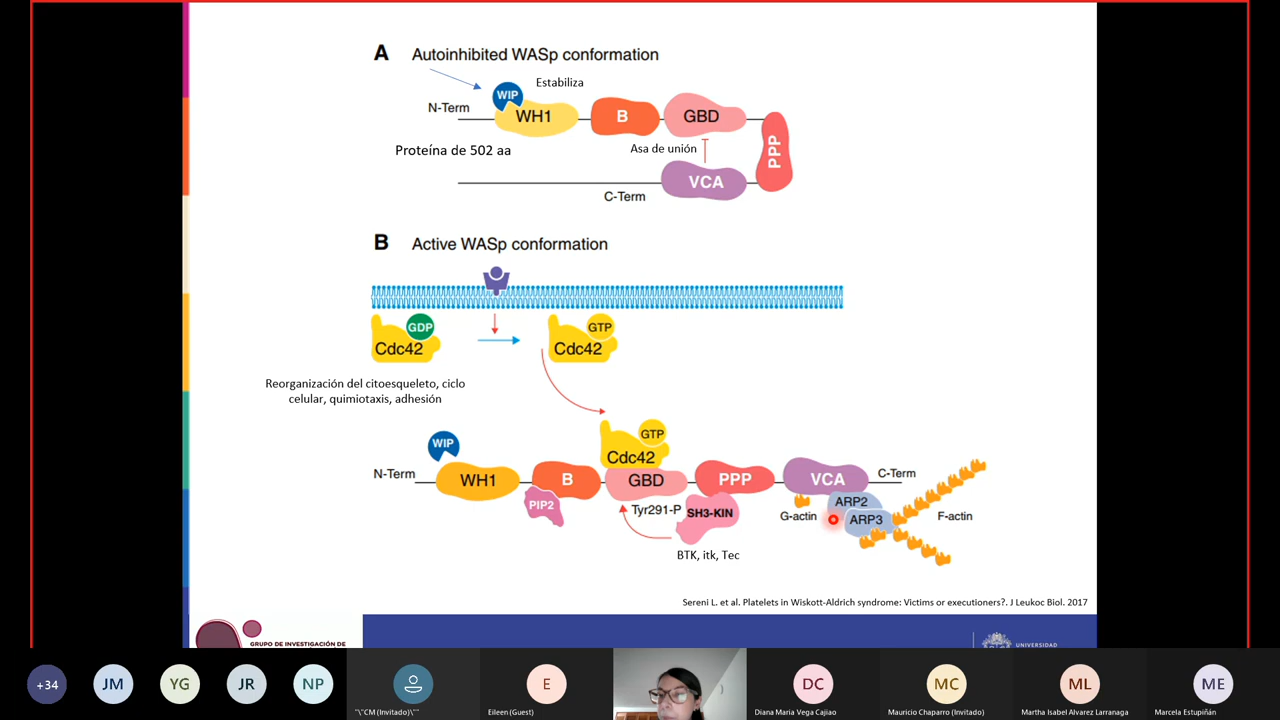 A Autoinhibited WASp conformation
WIP
Estabiliza
N-Term
WH1
B
GBD
PPP
Proteína de 502 aa
Asa de unión
VCA
C-Term
B Active WASp conformation
GDP
Cdc42
GTP
Cdc42
Reorganización del citoesqueleto, ciclo
celular, quimiotaxis, adhesión
WIP
GTP
Cdc42
N-Term
WH1
B
GBD
PPP
VCA
C-Term
PIP2
Tyr291-P
SH3-KIN
G-actin
ARP2
ARP3
F-actin
BTK, itk, Tec
Sereni L. et al. Platelets in Wiskott-Aldrich syndrome: Victims or executioners?. J Leukoc Biol. 2017
GRUPO DE INVESTIGACIÓN DE
UNIVERSIDAD
+34
JM
YG
JR
NP
"\"CM (Invitado)\""
E
Eileen (Guest)
DC
Diana Maria Vega Cajiao
MC
Mauricio Chaparro (Invitado)
ML
Martha Isabel Alvarez Larranaga
ME
Marcela Estupiñán